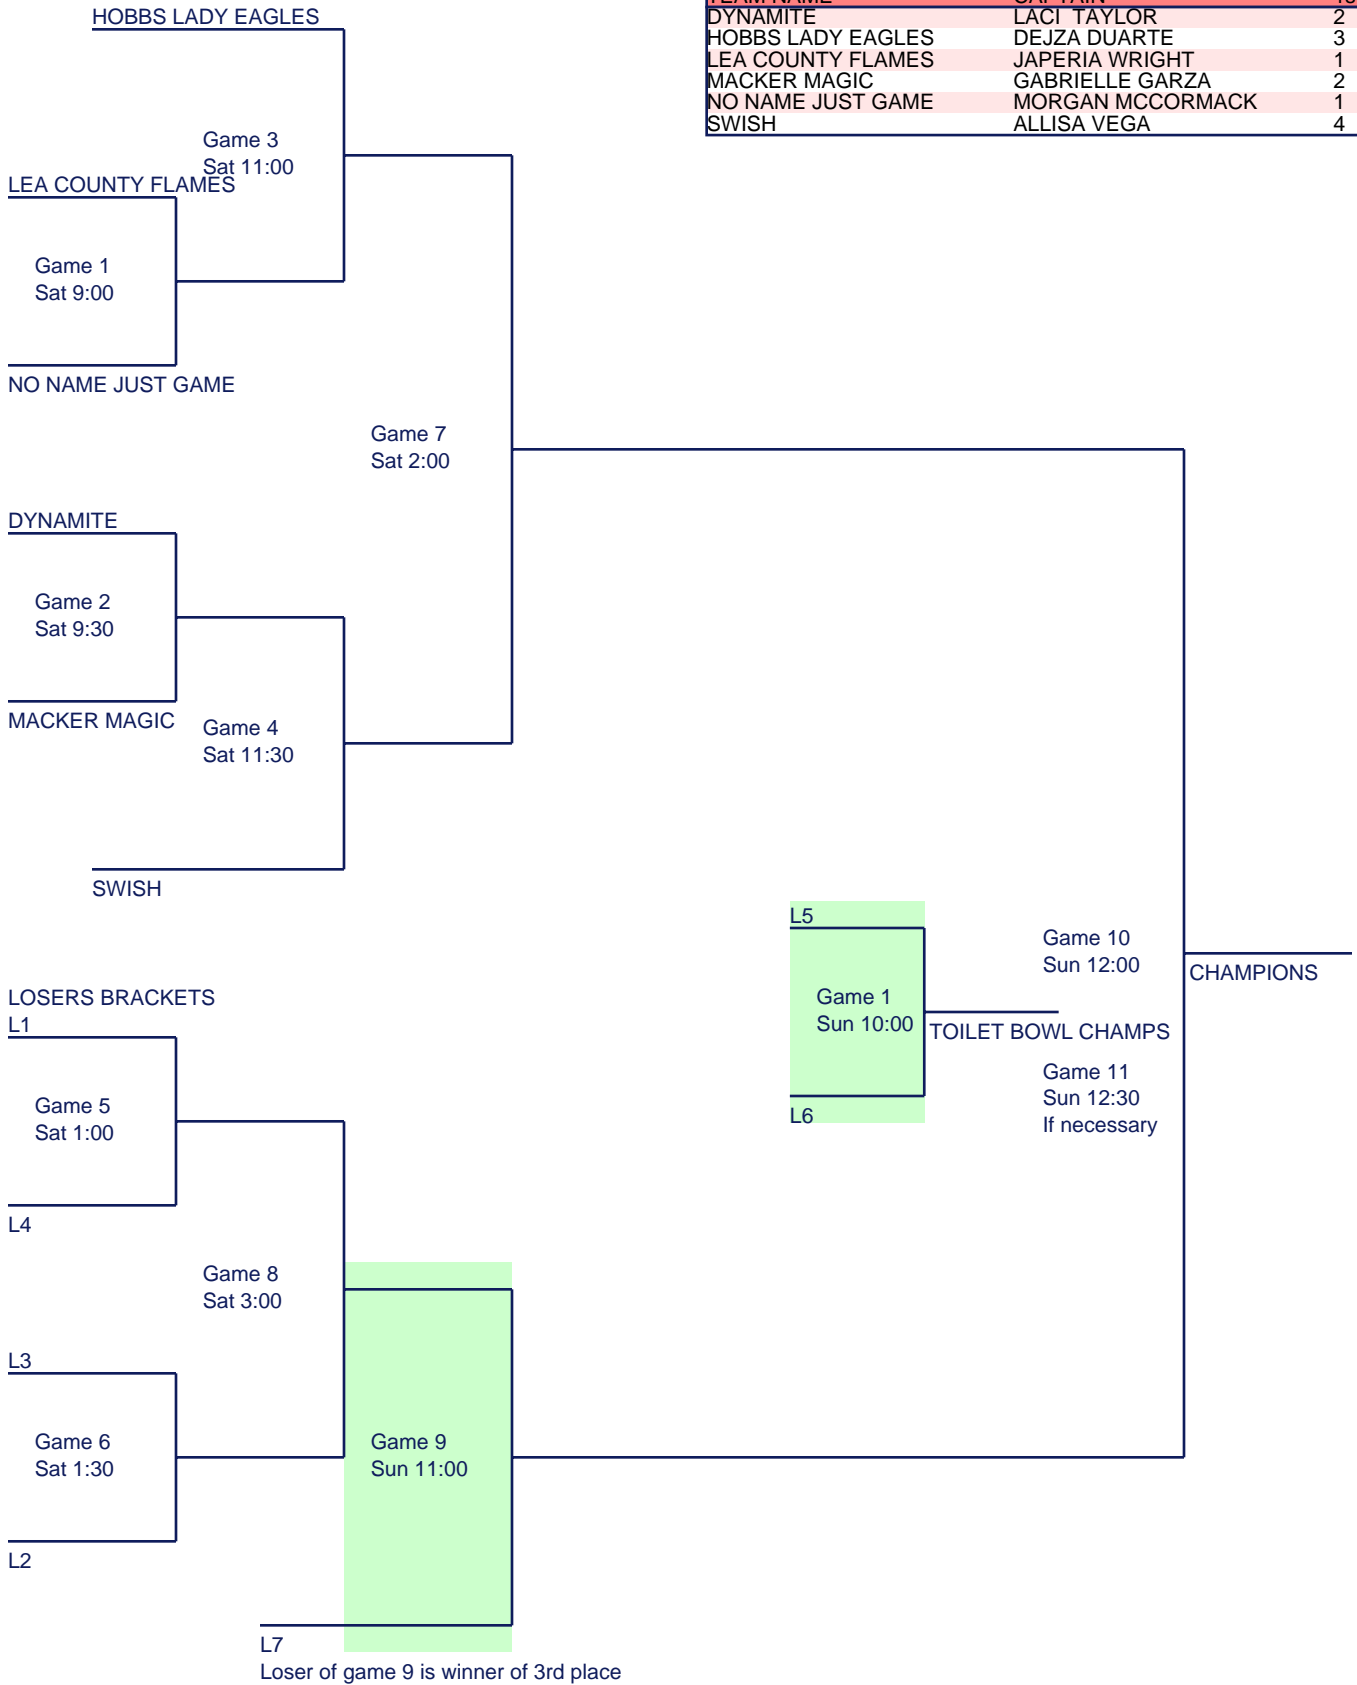 HOBBS LADY EAGLES
TEAM NAME CAPTAIN
DYNAMITE LACI TAYLOR 2
HOBBS LADY EAGLES DEJZA DUARTE 3
LEA COUNTY FLAMES JAPERIA WRIGHT 1
MACKER MAGIC GABRIELLE GARZA 2
NO NAME JUST GAME MORGAN MCCORMACK 1
SWISH ALLISA VEGA 4
Game 3
Sat 11:00
LEA COUNTY FLAMES
Game 1
Sat 9:00
NO NAME JUST GAME
Game 7
Sat 2:00
DYNAMITE
Game 2
Sat 9:30
MACKER MAGIC
Game 4
Sat 11:30
SWISH
L5
Game 10
Sun 12:00
CHAMPIONS
Game 1
Sun 10:00
TOILET BOWL CHAMPS
Game 11
Sun 12:30
If necessary
L6
LOSERS BRACKETS
L1
Game 5
Sat 1:00
L4
Game 8
Sat 3:00
L3
Game 6
Sat 1:30
Game 9
Sun 11:00
L2
L7
Loser of game 9 is winner of 3rd place